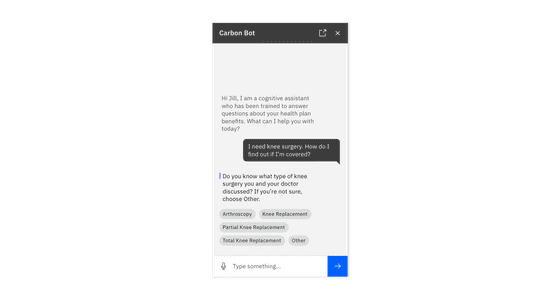 Carbon Bot
Hi Jill, I am a cognitive assistant
who has been trained to answer
questions about your health plan
benefits. What can I help you with
today?
I need knee surgery. How do I
find out if I'm covered?
Do you know what type of knee
surgery you and your doctor
discussed? If you're not sure,
choose Other.
Arthroscopy Knee Replacement
Partial Knee Replacement
Total Knee Replacement Other
Type something...